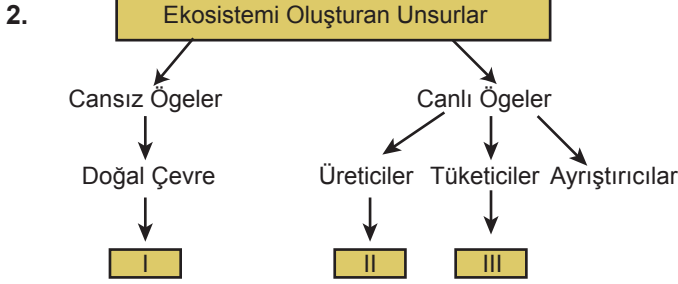 2.
Ekosistemi Oluşturan Unsurlar
Cansız Ögeler
Canlı Ögeler
Doğal Çevre
Üreticiler
Tüketiciler
Ayrıştırıcılar
I
II
III